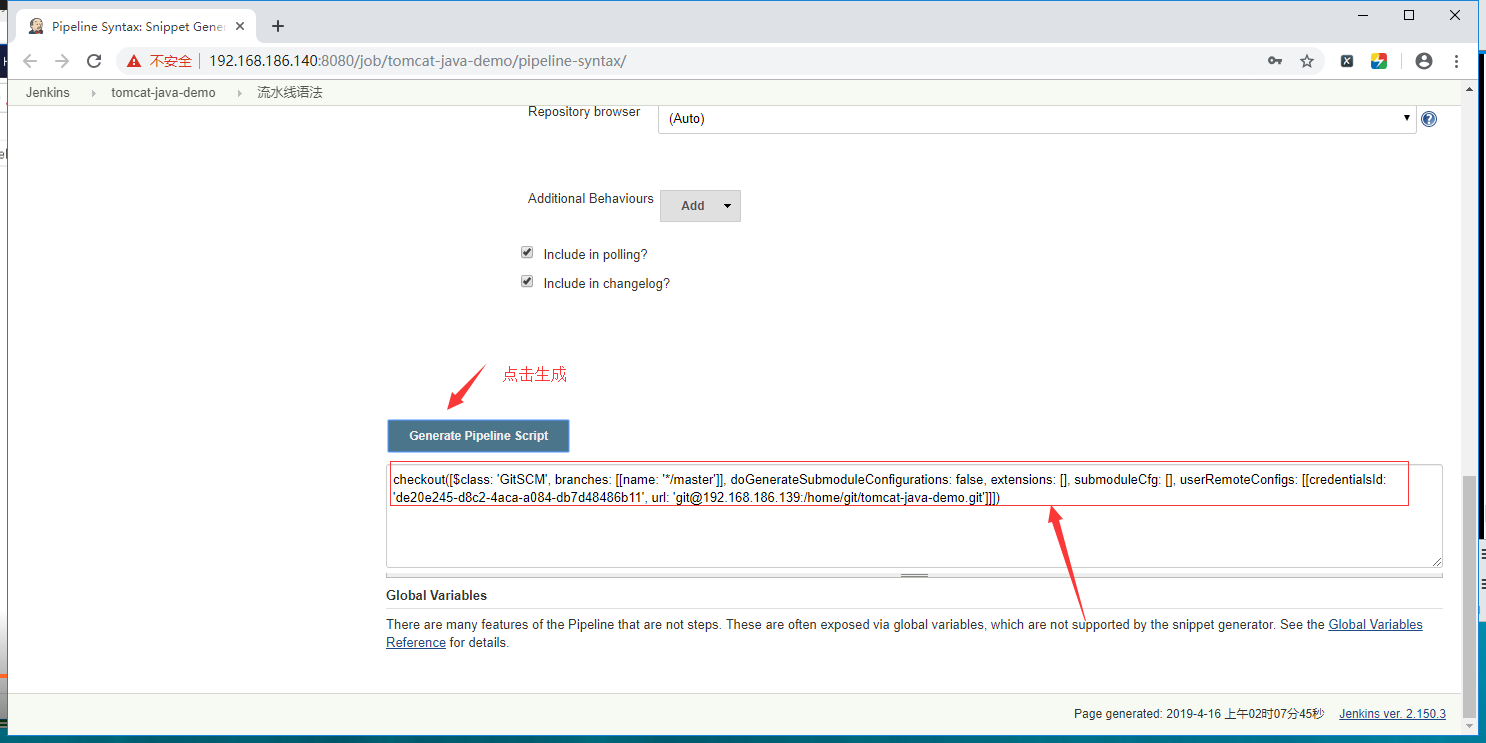 Pipeline Syntax: Snippet Gener
不安全
192.168.186.140:8080/job/tomcat-java-demo/pipeline-syntax/
Jenkins
tomcat-java-demo
流水线语法
Repository browser
(Auto)
Additional Behaviours
Add
Include in polling?
Include in changelog?
点击生成
Generate Pipeline Script
checkout([$class: 'GitSCM', branches: [[name: '*/master']], doGenerateSubmoduleConfigurations: false, extensions: [], submoduleCfg: [], userRemoteConfigs: [[credentialsId:
'de20e245-d8c2-4aca-a084-db7d48486b11', url: 'git@192.168.186.139:/home/git/tomcat-java-demo.git']]])
Global Variables
There are many features of the Pipeline that are not steps. These are often exposed via global variables, which are not supported by the snippet generator. See the Global Variables
Reference for details.
Page generated: 2019-4-16 上午02时07分45秒
Jenkins ver. 2.150.3